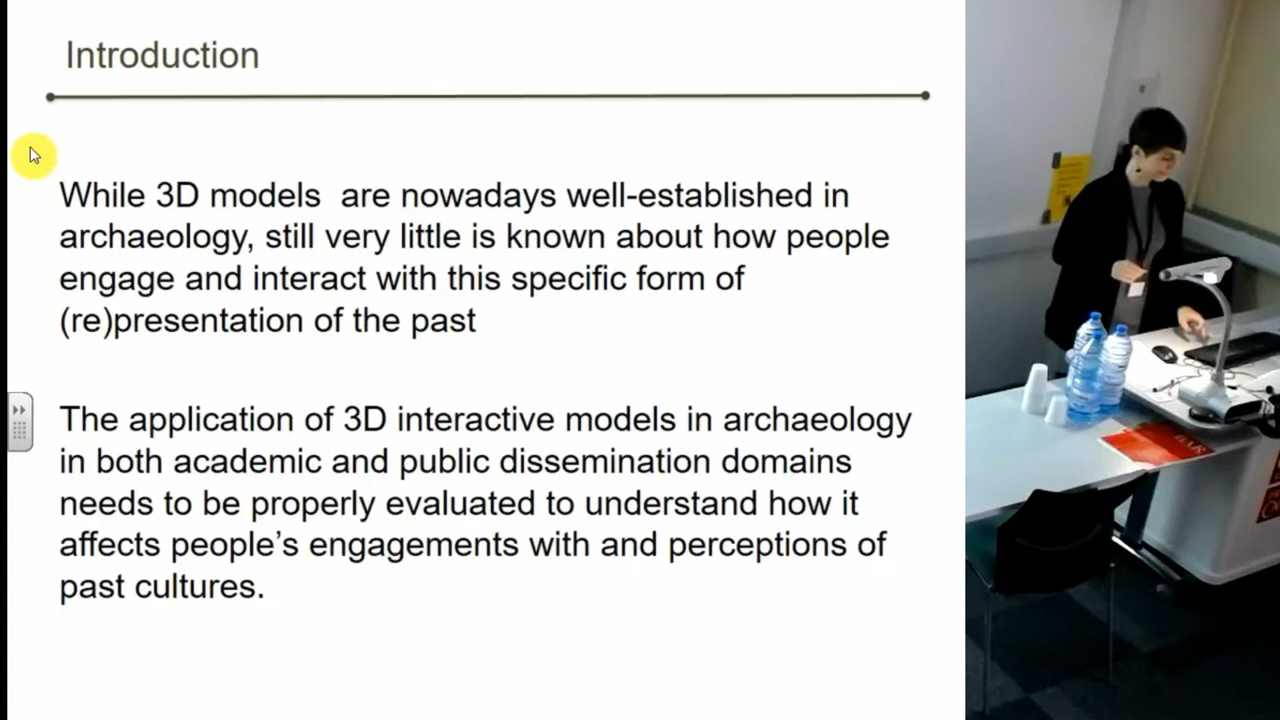 Introduction
While 3D models  are nowadays well-established in
archaeology, still very little is known about how people
engage and interact with this specific form of
(re)presentation of the past
The application of 3D interactive models in archaeology
in both academic and public dissemination domains
needs to be properly evaluated to understand how it
affects people’s engagements with and perceptions of
past cultures.
BAR